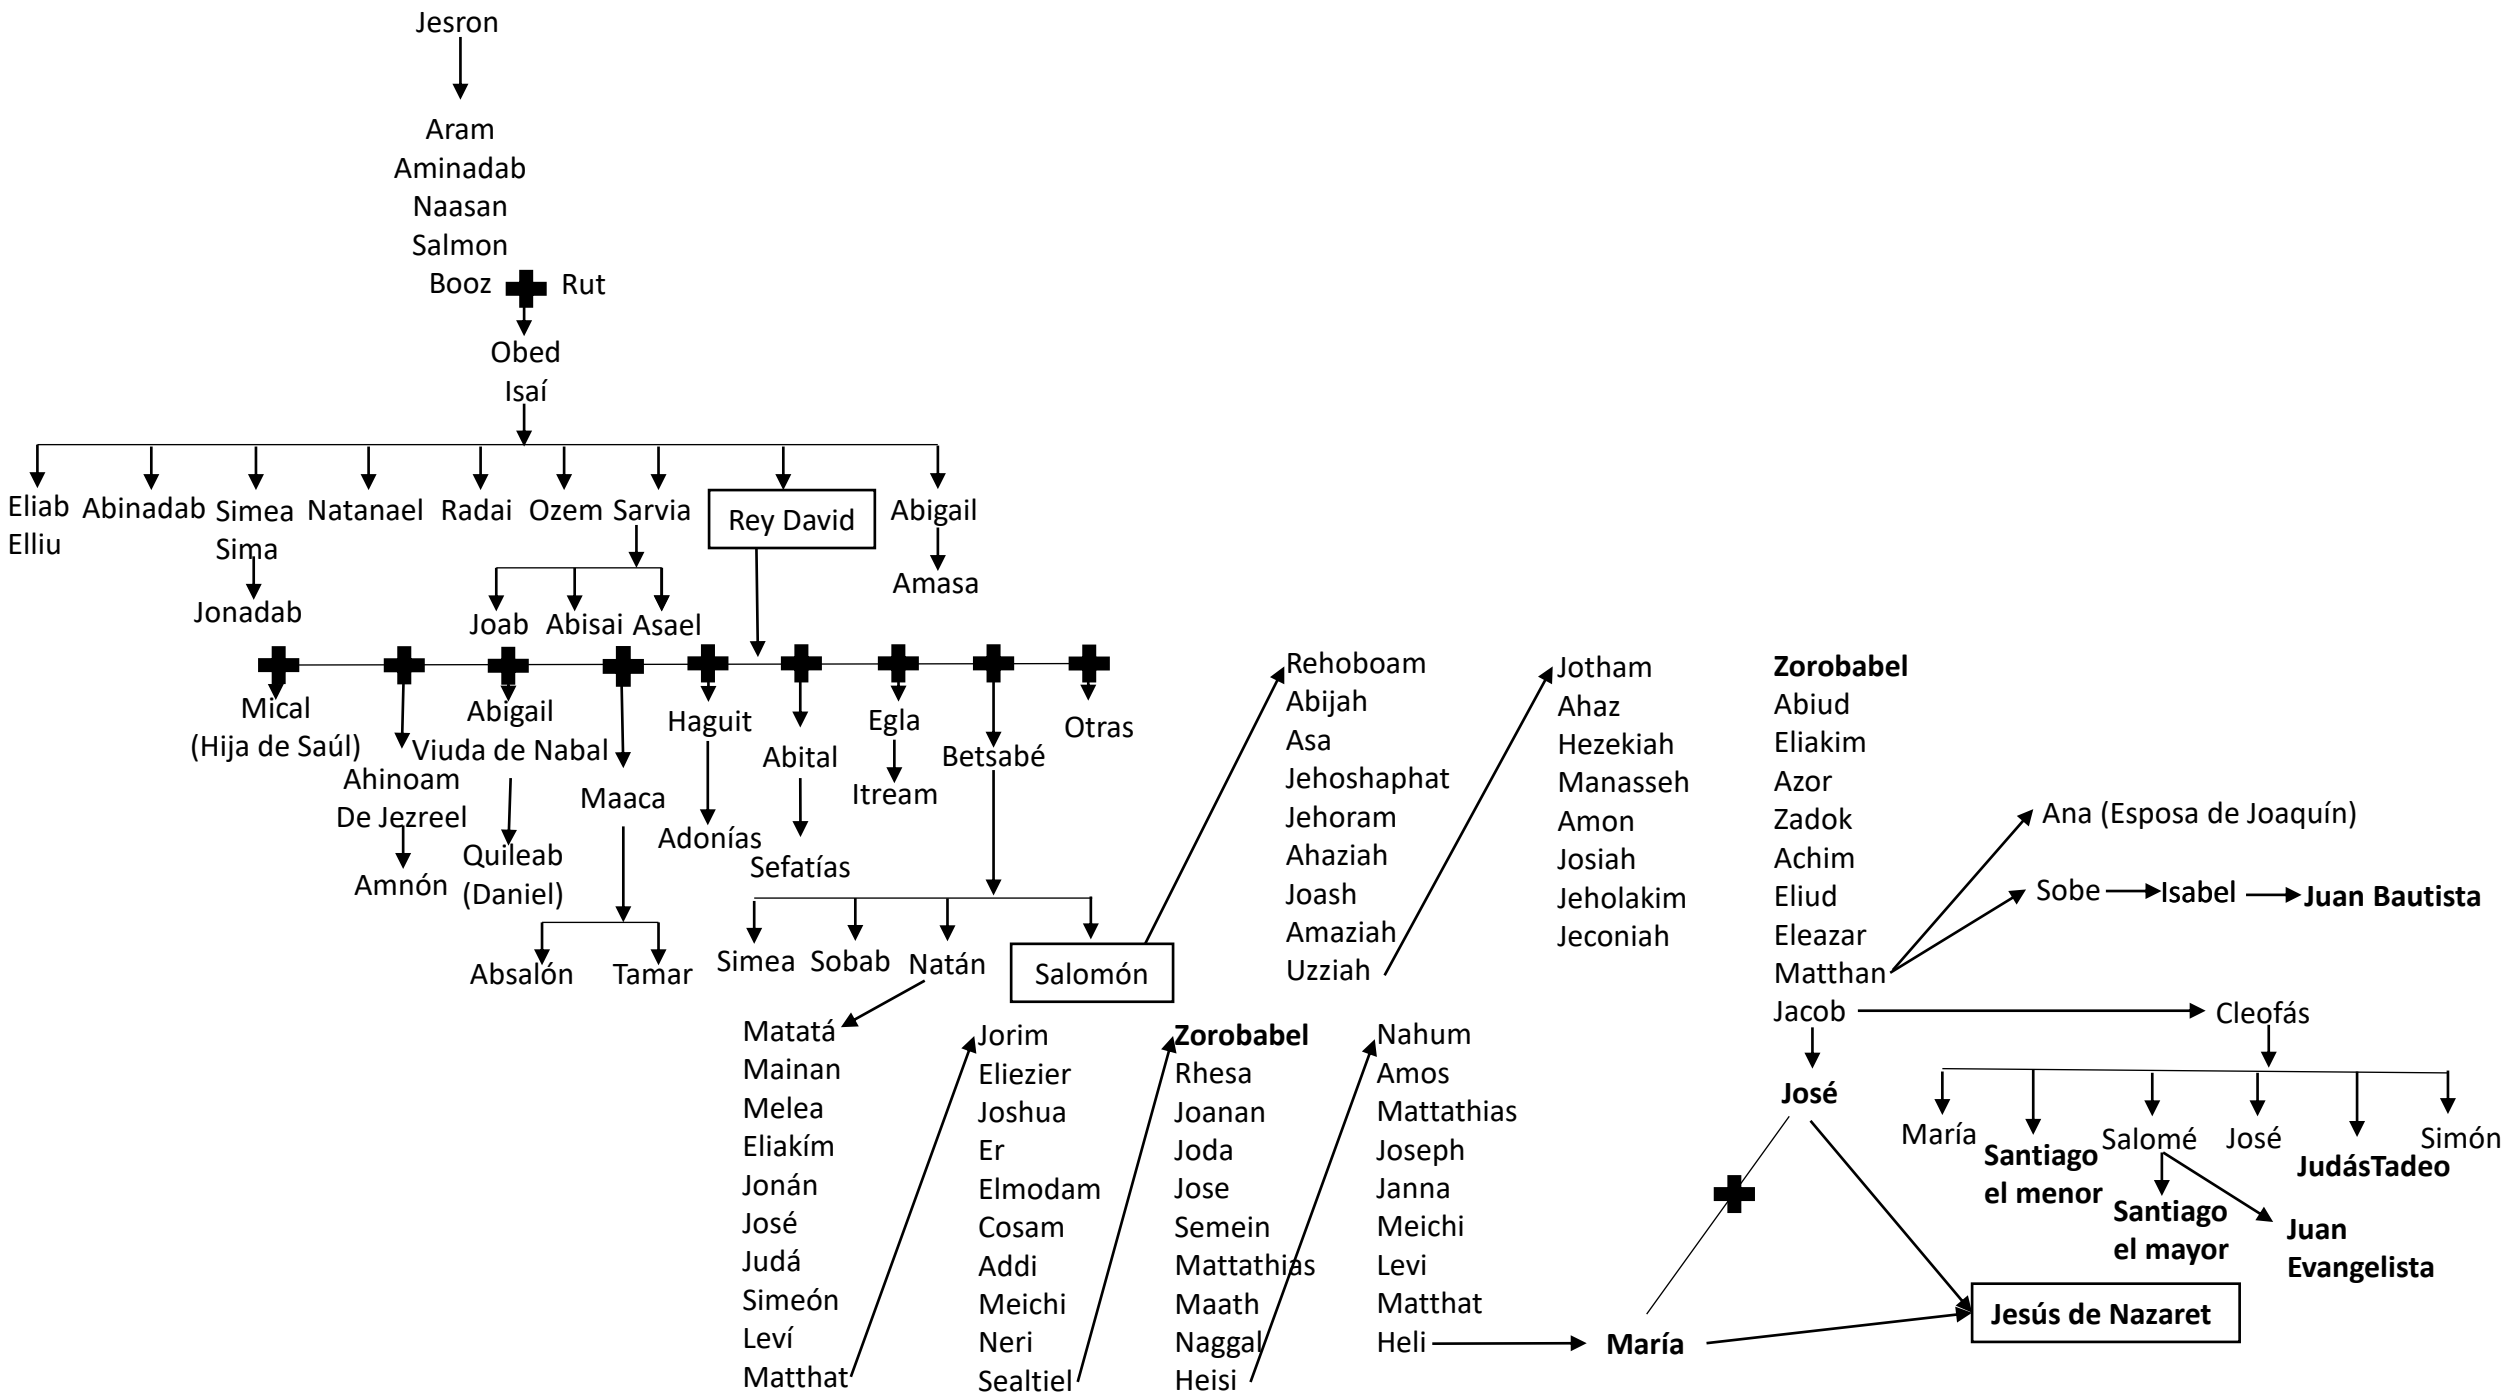 Jesron
Aram
Aminadab
Naasan
Salmon
Booz
Rut
Obed
Isaí
Eliab
Elliu
Abinadab
Simea
Sima
Natanael
Radai
Ozem
Sarvia
Rey David
Abigail
Jonadab
Joab
Abisai
Asael
Amasa
Mical
(Hija de Saúl)
Ahinoam
De Jezreel
Amnón
Abigail
Viuda de Nabal
Quileab
(Daniel)
Maaca
Absalón
Tamar
Haguit
Adonías
Abital
Sefatías
Egla
Itream
Betsabé
Otras
Simea
Sobab
Natán
Salomón
Rehoboam
Abijah
Asa
Jehoshaphat
Jehoram
Ahaziah
Joash
Amaziah
Uzziah
Jotham
Ahaz
Hezekiah
Manasseh
Amon
Josiah
Jeholakim
Jeconiah
Zorobabel
Abiud
Eliakim
Azor
Zadok
Achim
Eliud
Eleazar
Matthan
Jacob
Ana (Esposa de Joaquín)
Sobe
Isabel
Juan Bautista
Cleofás
José
María
Santiago
el menor
Salomé
José
JudásTadeo
Simón
Santiago
el mayor
Juan
Evangelista
Matatá
Mainan
Melea
Eliakím
Jonán
José
Judá
Simeón
Leví
Matthat
Jorim
Eliezier
Joshua
Er
Elmodam
Cosam
Addi
Meichi
Neri
Sealtiel
Zorobabel
Rhesa
Joanan
Joda
Jose
Semein
Mattathias
Maath
Naggal
Heisi
Nahum
Amos
Mattathias
Joseph
Janna
Meichi
Levi
Matthat
Heli
María
Jesús de Nazaret